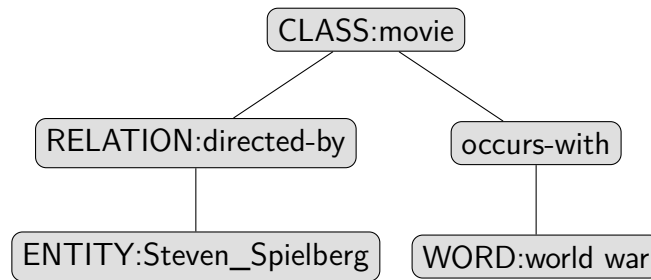 CLASS:movie
RELATION:directed-by
occurs-with
ENTITY:Steven_Spielberg
WORD:world war